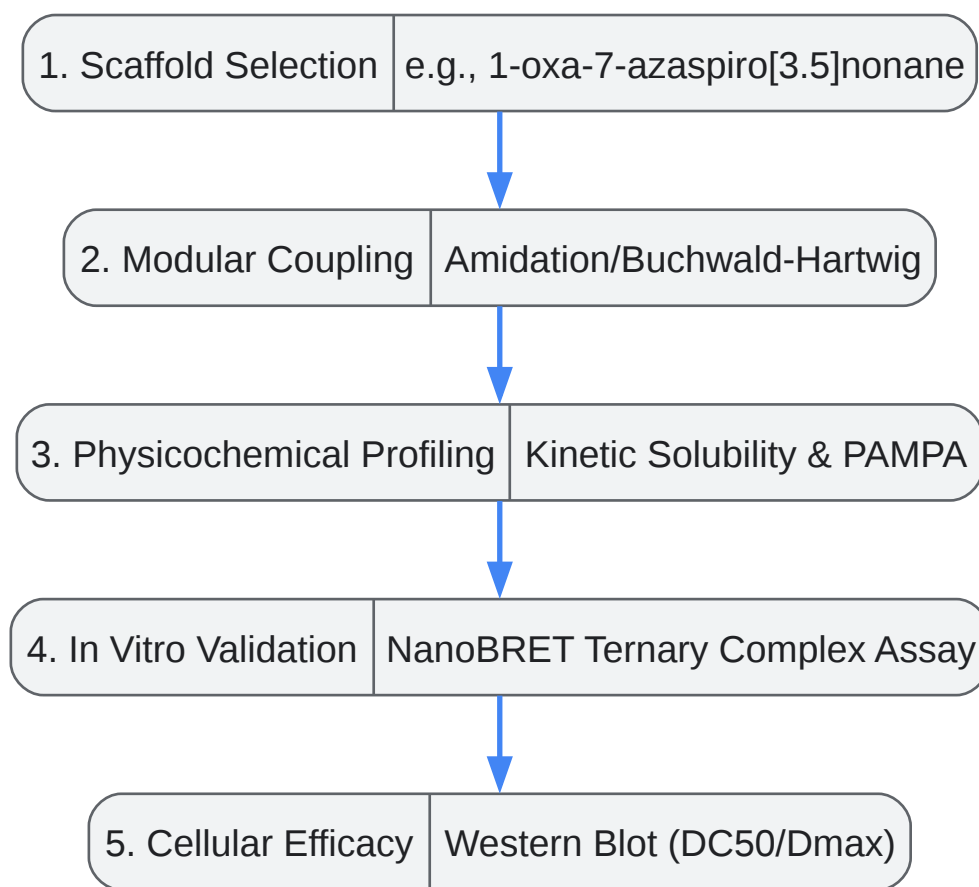 1. Scaffold Selection e.g., 1-oxa-7-azaspiro[3.5]nonane
2. Modular Coupling Amidation/Buchwald-Hartwig
3. Physicochemical Profiling Kinetic Solubility & PAMPA
4. In Vitro Validation NanoBRET Ternary Complex Assay
5. Cellular Efficacy Western Blot (DC50/Dmax)